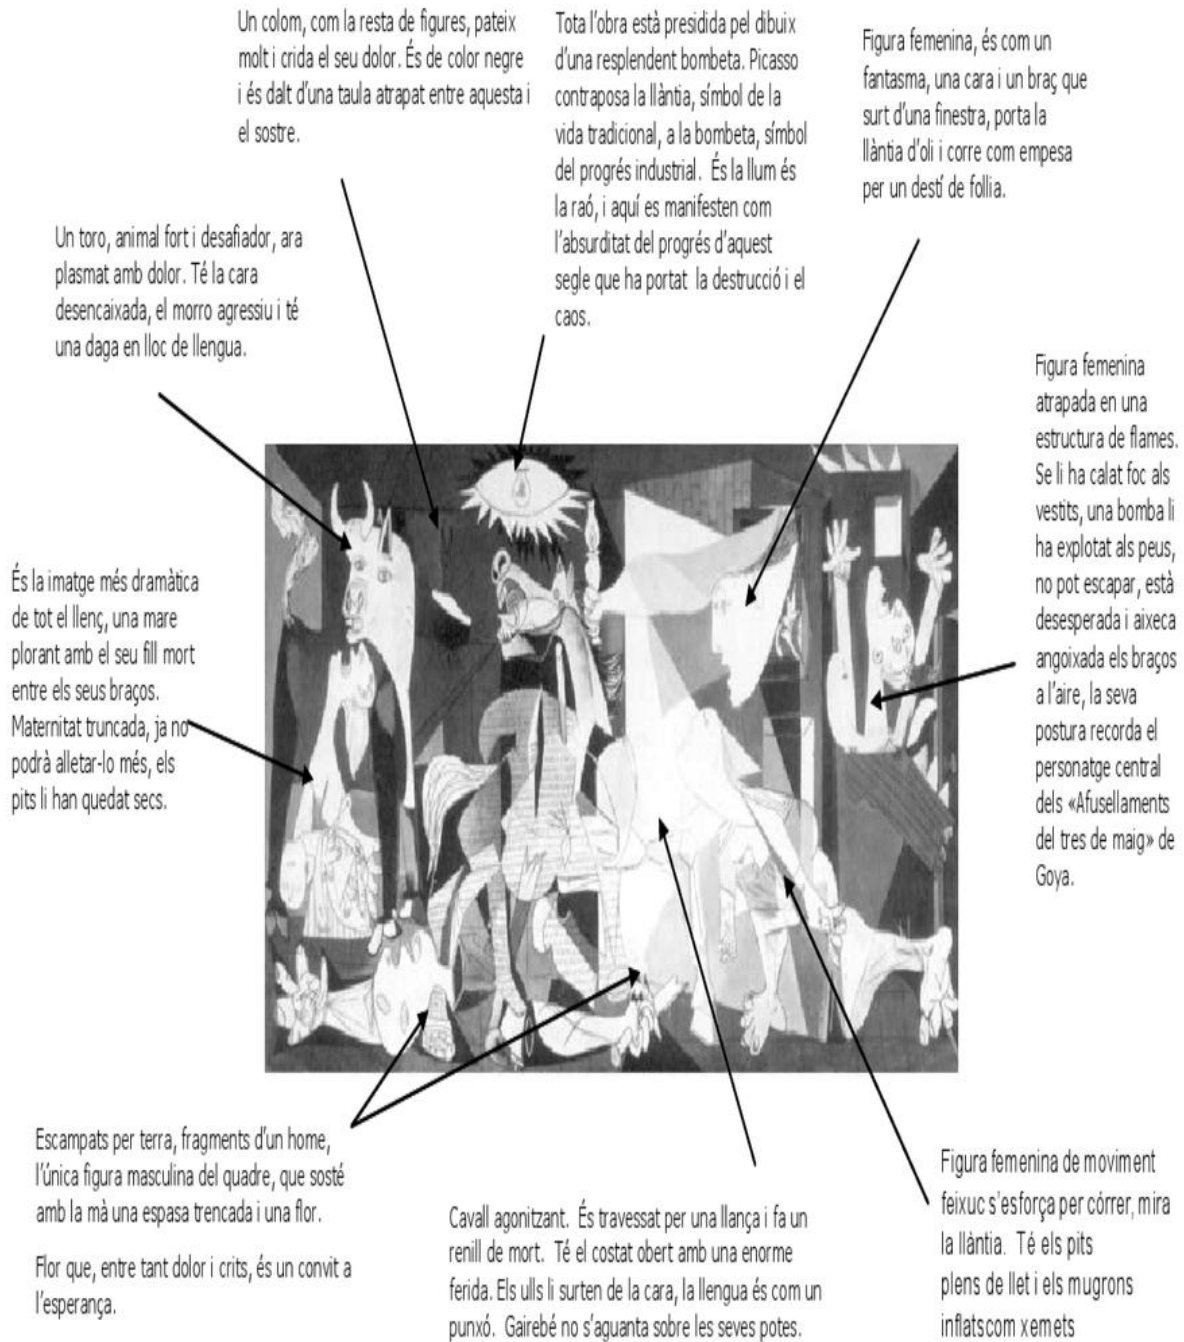 Un colom, com la resta de figures, pateix
molt i crida el seu dolor. És de color negre
i és dalt d'una taula atrapat entre aquesta i
el sostre.
Tota l'obra està presidida pel dibuix
d'una resplendent bombeta. Picasso
contraposa la llàntia, símbol de la
vida tradicional, a la bombeta, símbol
del progrés industrial. És la llum és
la raó, i aquí es manifesten com
l'absurditat del progrés d'aquest
segle que ha portat la destrucció i el
caos.
Figura femenina, és com un
fantasma, una cara i un braç que
surt d'una finestra, porta la
llàntia d'oli i corre com empesa
per un destí de follia.
Un toro, animal fort i desafiador, ara
plasmat amb dolor. Té la cara
desencaixada, el morro agressiu i té
una daga en lloc de llengua.
Figura femenina
atrapada en una
estructura de flames.
Se li ha calat foc als
vestits, una bomba li
ha explotat als peus,
no pot escapar, està
desesperada i aixeca
angoixada els braços
a l'aire, la seva
postura recorda el
personatge central
dels «Afusellaments
del tres de maig» de
Goya.
És la imatge més dramàtica
de tot el llenç, una mare
plorant amb el seu fill mort
entre els seus braços.
Maternitat truncada, ja no
podrà alletar-lo més, els
pits li han quedat secs.
Escampats per terra, fragments d'un home,
l'única figura masculina del quadre, que sosté
amb la mà una espasa trencada i una flor.
Flor que, entre tant dolor i crits, és un convit a
l'esperança.
Cavall agonitzant. És travessat per una llança i fa un
renill de mort. Té el costat obert amb una enorme
ferida. Els ulls li surten de la cara, la llengua és com un
punxó. Gairebé no s'aguanta sobre les seves potes.
Figura femenina de moviment
feixuc s'esforça per córrer, mira
la llàntia. Té els pits
plens de llet i els mugrons
inflats com xemets